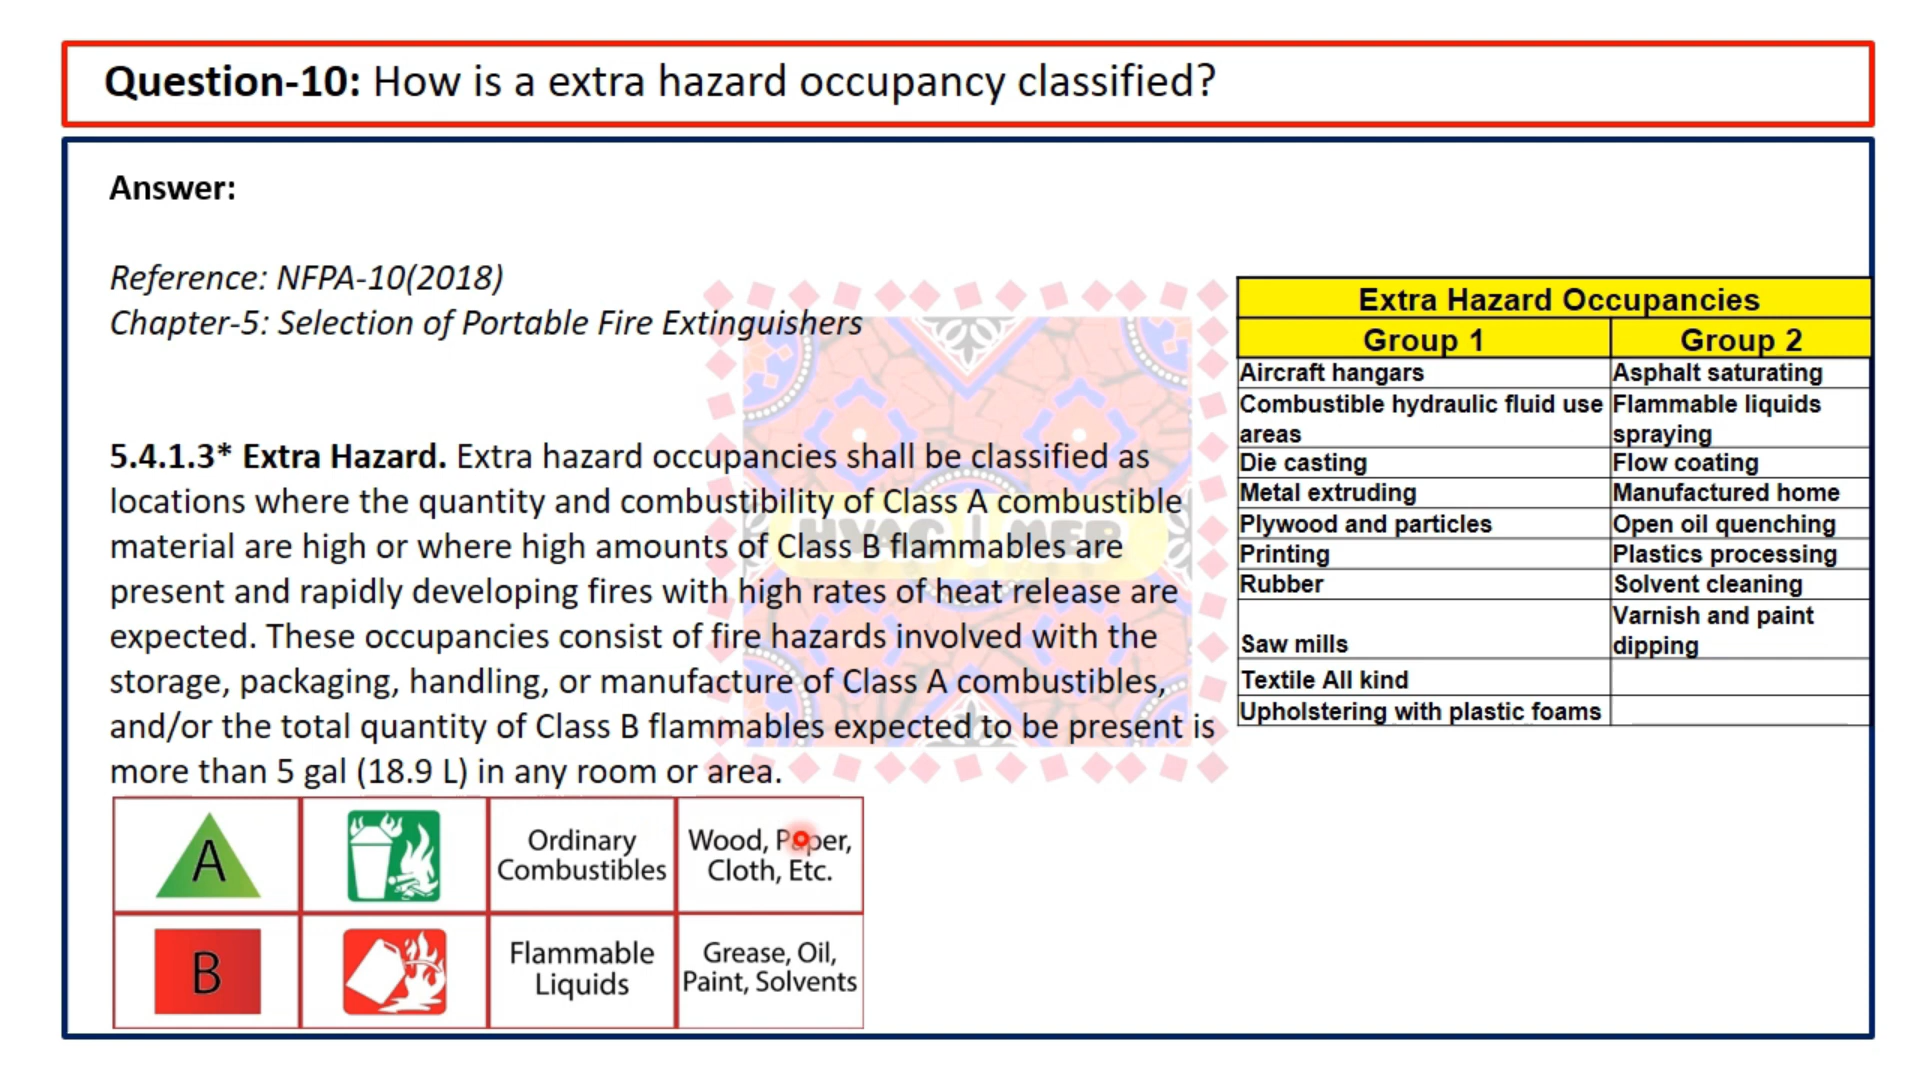 Question-10: How is a extra hazard occupancy classified?
Answer:
Reference: NFPA-10(2018)
Chapter-5: Selection of Portable Fire Extinguishers
5.4.1.3* Extra Hazard. Extra hazard occupancies shall be classified as
locations where the quantity and combustibility of Class A combustible
material are high or where high amounts of Class B flammables are
present and rapidly developing fires with high rates of heat release are
expected. These occupancies consist of fire hazards involved with the
storage, packaging, handling, or manufacture of Class A combustibles,
and/or the total quantity of Class B flammables expected to be present is
more than 5 gal (18.9 L) in any room or area.
HVAC | MEP
Extra Hazard Occupancies
Group 1 Group 2
Aircraft hangars Asphalt saturating
Combustible hydraulic fluid use Flammable liquids
areas spraying
Die casting Flow coating
Metal extruding Manufactured home
Plywood and particles Open oil quenching
Printing Plastics processing
Rubber Solvent cleaning
Varnish and paint
Saw mills dipping
Textile All kind
Upholstering with plastic foams
A Ordinary Wood, Paper,
Combustibles Cloth, Etc.
B Flammable Grease, Oil,
Liquids Paint, Solvents